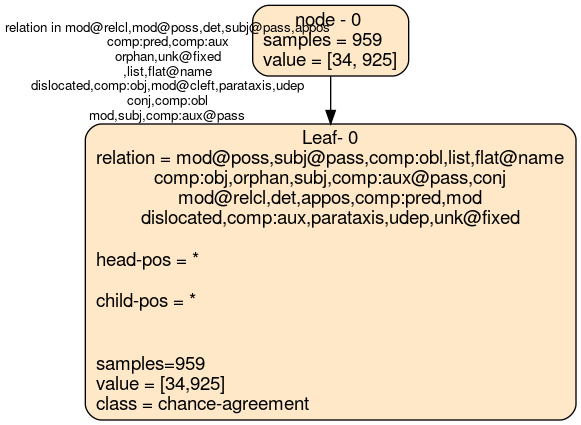 node - 0
samples = 959
value = [34, 925]
relation in mod@relcl,mod@poss,det,subj@pass,appos
comp:pred,comp:aux
orphan,unk@fixed
,list,flat@name
dislocated,comp:obj,mod@cleft,parataxis,udep
conj,comp:obl
mod,subj,comp:aux@pass
Leaf- 0
relation = mod@poss,subj@pass,comp:obl,list,flat@name
comp:obj,orphan,subj,comp:aux@pass,conj
mod@relcl,det,appos,comp:pred,mod
dislocated,comp:aux,parataxis,udep,unk@fixed
head-pos = *
child-pos = *
samples=959
value = [34,925]
class = chance-agreement